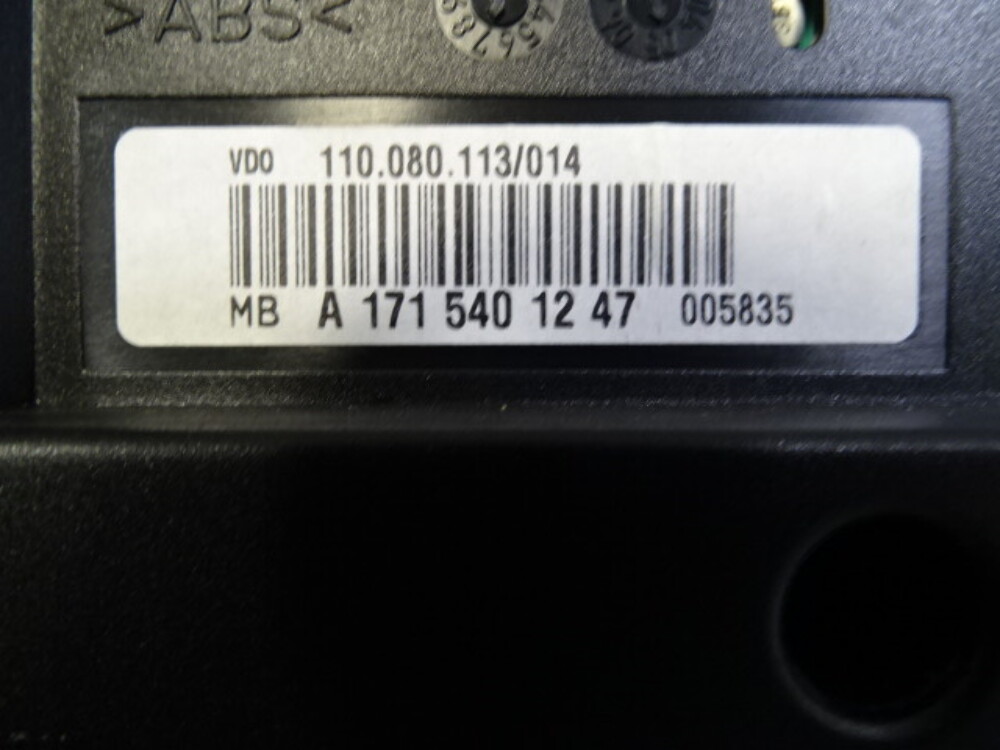 >ABS<
VDO 110.080.113/014
MB A 171 540 12 47 005835